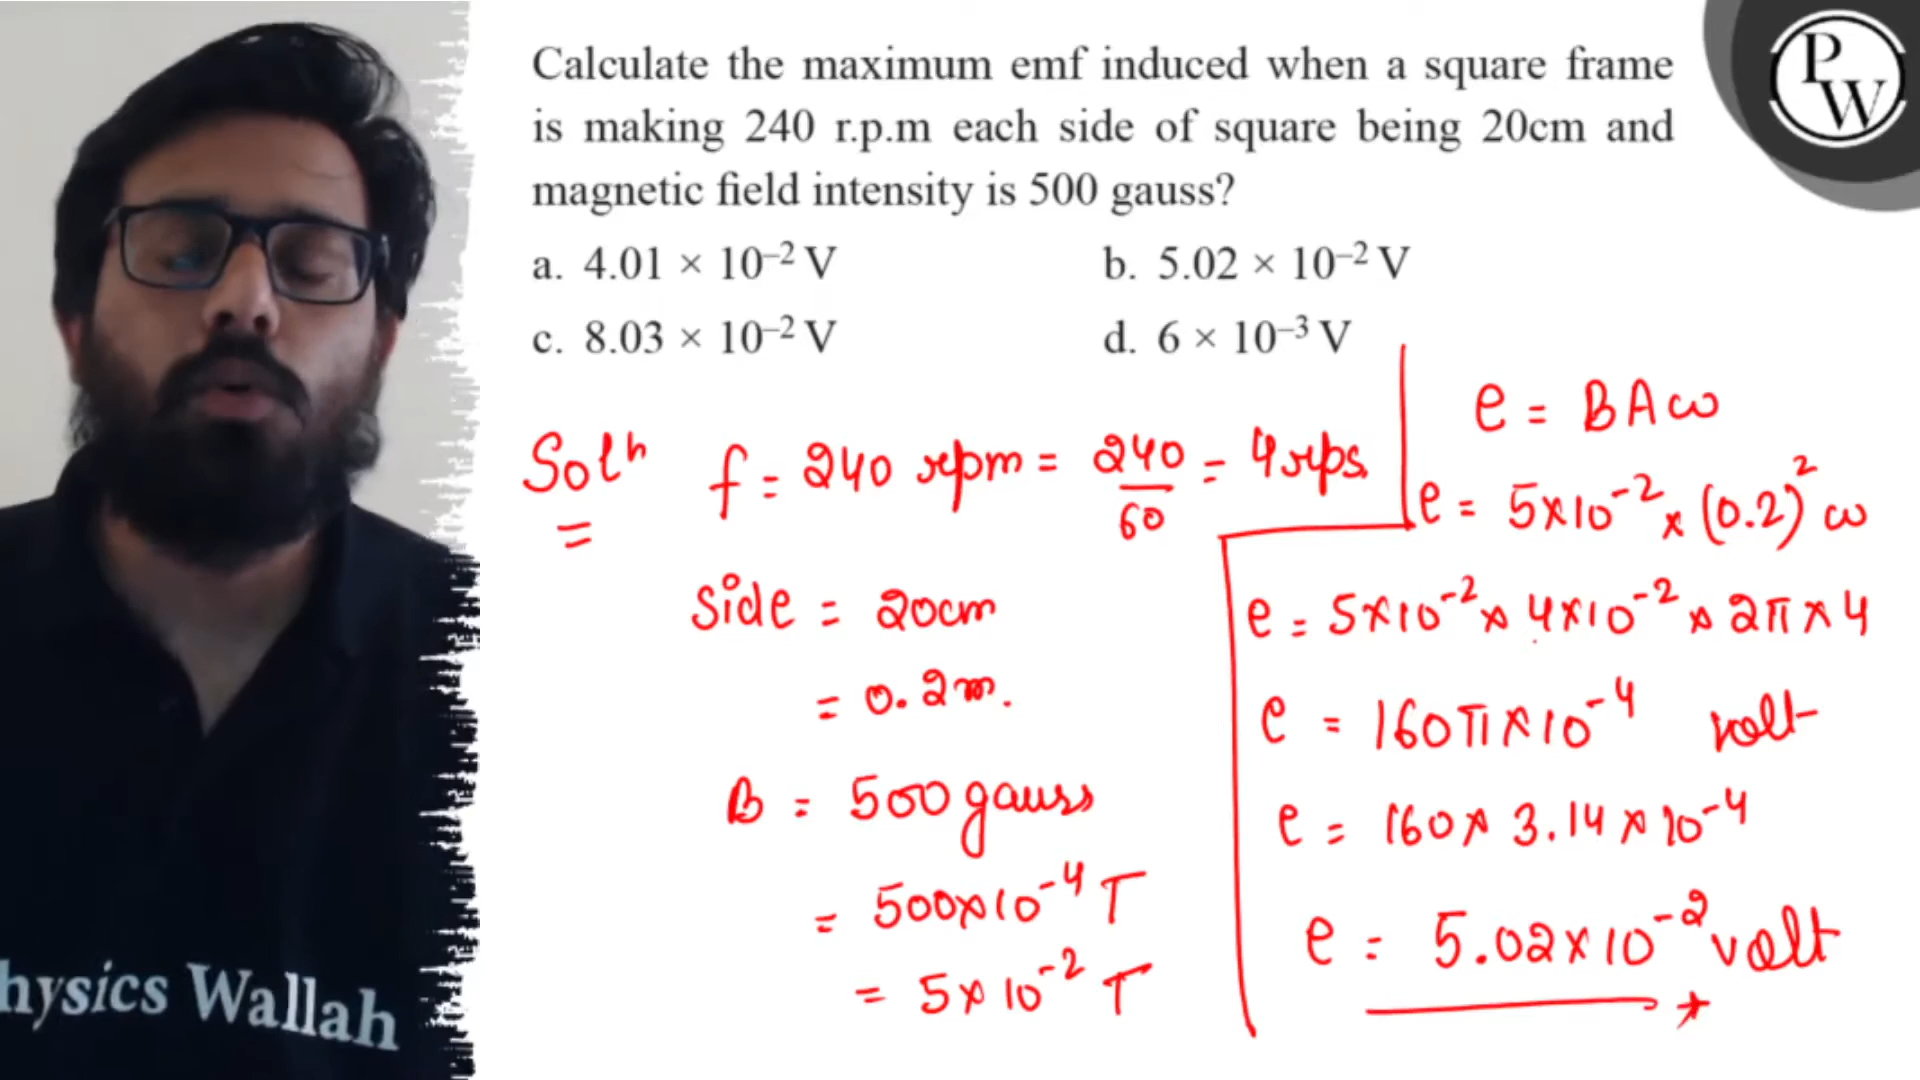 Calculate the maximum emf induced when a square frame
is making 240 r.p.m each side of square being 20cm and
magnetic field intensity is 500 gauss?
a. 4.01 × 10⁻² V
b. 5.02 × 10⁻² V
c. 8.03 × 10⁻² V
d. 6 × 10⁻³ V
PW
Solⁿ f = 240 rpm = 240/60 = 4 rps
side = 20cm
= 0.2m.
B = 500 gauss
= 500×10⁻⁴ T
= 5×10⁻² T
e = BAω
e = 5×10⁻² × (0.2)² ω
e = 5×10⁻² × 4×10⁻² × 2π × 4
e = 160π×10⁻⁴ volt
e = 160 × 3.14 × 10⁻⁴
e = 5.02×10⁻² volt
hysics Wallah